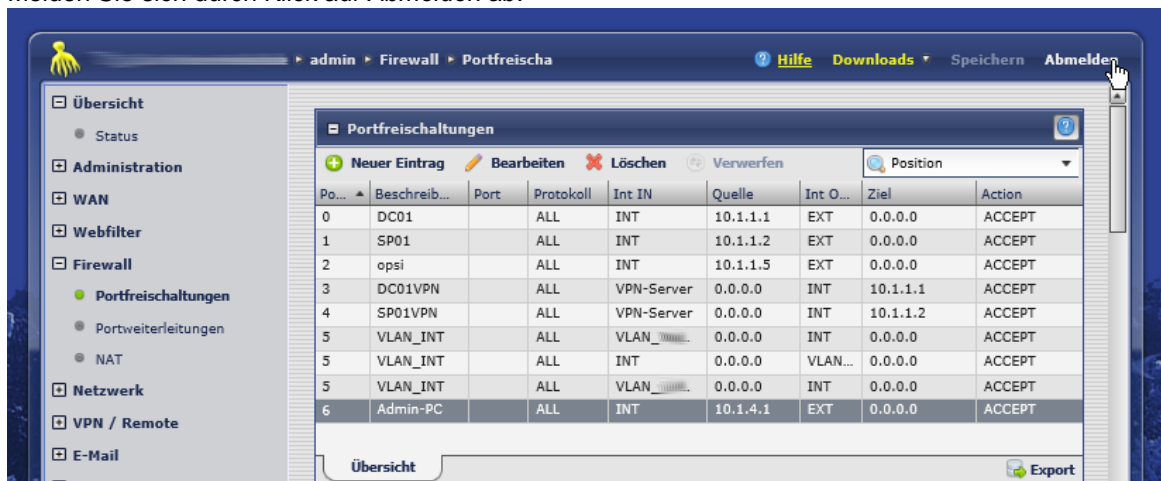 Melden Sie sich durch Klick auf Abmelden ab.
admin Firewall Portfreischa Hilfe Downloads Speichern Abmelden
Übersicht
Status
Administration
WAN
Webfilter
Firewall
Portfreischaltungen
Portweiterleitungen
NAT
Netzwerk
VPN / Remote
E-Mail
Portfreischaltungen
Neuer Eintrag Bearbeiten Löschen Verwerfen Position
Po... Beschreib... Port Protokoll Int IN Quelle Int O... Ziel Action
0 DC01 ALL INT 10.1.1.1 EXT 0.0.0.0 ACCEPT
1 SP01 ALL INT 10.1.1.2 EXT 0.0.0.0 ACCEPT
2 opsi ALL INT 10.1.1.5 EXT 0.0.0.0 ACCEPT
3 DC01VPN ALL VPN-Server 0.0.0.0 INT 10.1.1.1 ACCEPT
4 SP01VPN ALL VPN-Server 0.0.0.0 INT 10.1.1.2 ACCEPT
5 VLAN_INT ALL VLAN_ 0.0.0.0 INT 0.0.0.0 ACCEPT
5 VLAN_INT ALL INT 0.0.0.0 VLAN... 0.0.0.0 ACCEPT
5 VLAN_INT ALL VLAN_ 0.0.0.0 INT 0.0.0.0 ACCEPT
6 Admin-PC ALL INT 10.1.4.1 EXT 0.0.0.0 ACCEPT
Übersicht Export